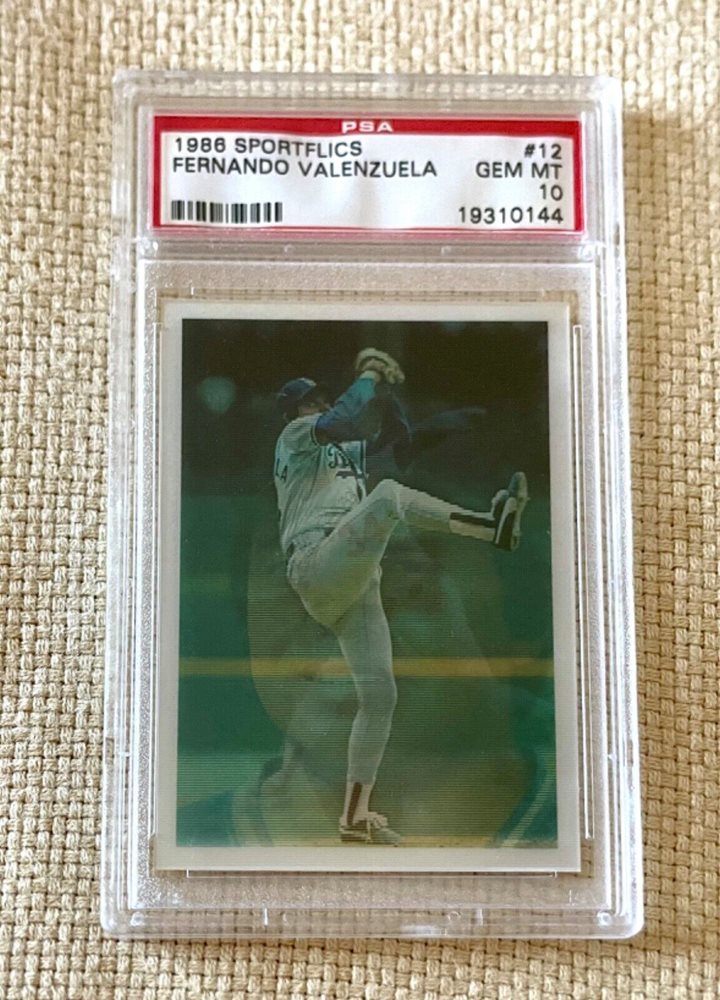 PSA
1986 SPORTFLICS #12
FERNANDO VALENZUELA GEM MT
10
19310144